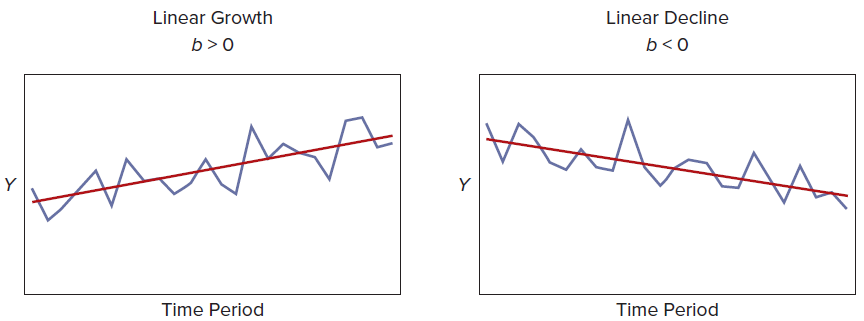 Linear Growth
b > 0
Y
Time Period
Linear Decline
b < 0
Y
Time Period